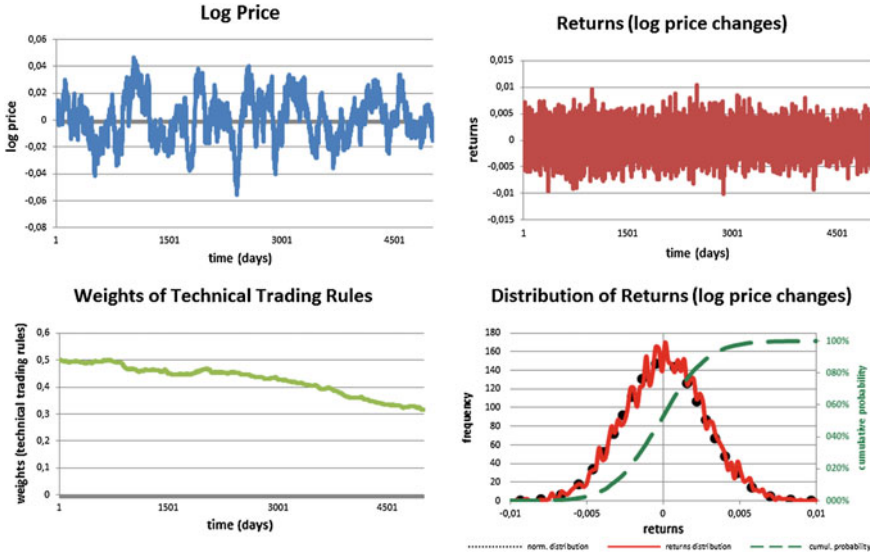 Log Price
0,06
0,04
0,02
0
-0,02
-0,04
-0,06
-0,08
log price
1 1501 3001 4501
time (days)
Returns (log price changes)
0,015
0,01
0,005
0
-0,005
-0,01
-0,015
returns
1 1501 3001 4501
time (days)
Weights of Technical Trading Rules
0,6
0,5
0,4
0,3
0,2
0,1
0
weights (technical trading rules)
1 1501 3001 4501
time (days)
Distribution of Returns (log price changes)
180
160
140
120
100
80
60
40
20
0
frequency
100%
080%
060%
040%
020%
000%
cumulative probability
-0,01 -0,005 0 0,005 0,01
returns
norm. distribution returns distribution cumul. probability